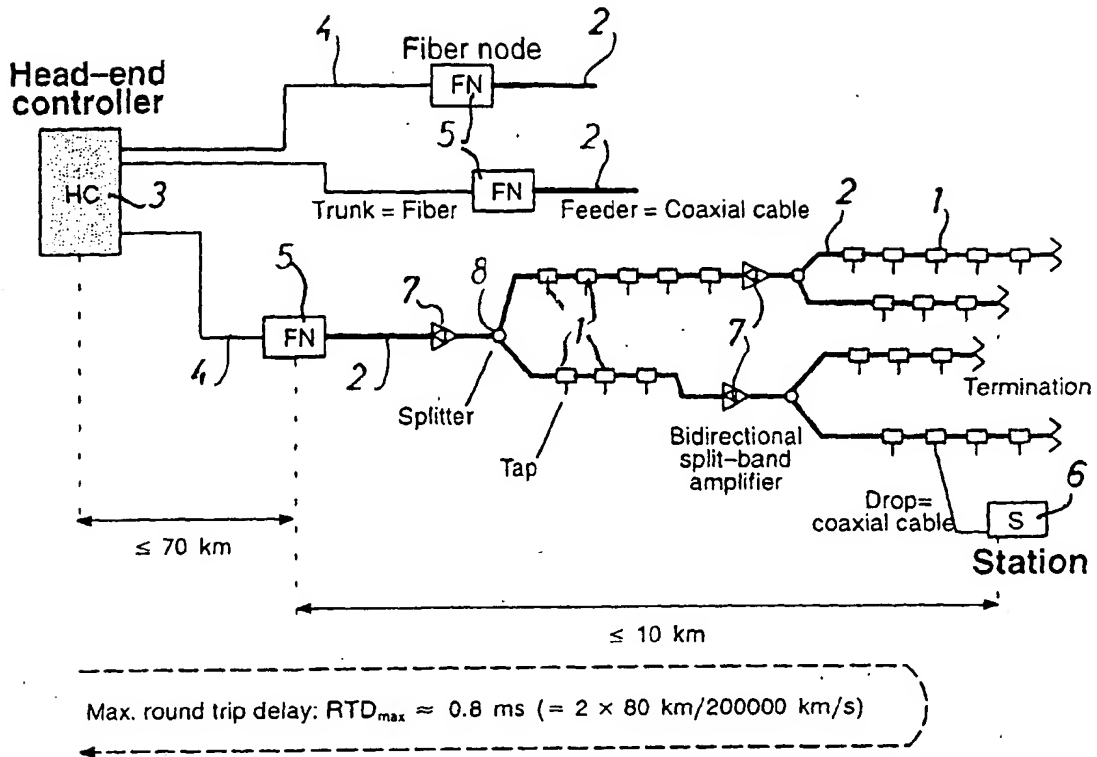 4
Fiber node
2
Head-end
controller
FN
5
2
HC
3
FN
Trunk = Fiber
Feeder = Coaxial cable
2
1
5
7
8
FN
7
4
2
1
7
Splitter
Termination
Tap
Bidirectional
split-band
amplifier
6
Drop=
coaxial cable
S
≤ 70 km
Station
≤ 10 km
Max. round trip delay: RTDmax ≈ 0.8 ms (= 2 × 80 km/200000 km/s)